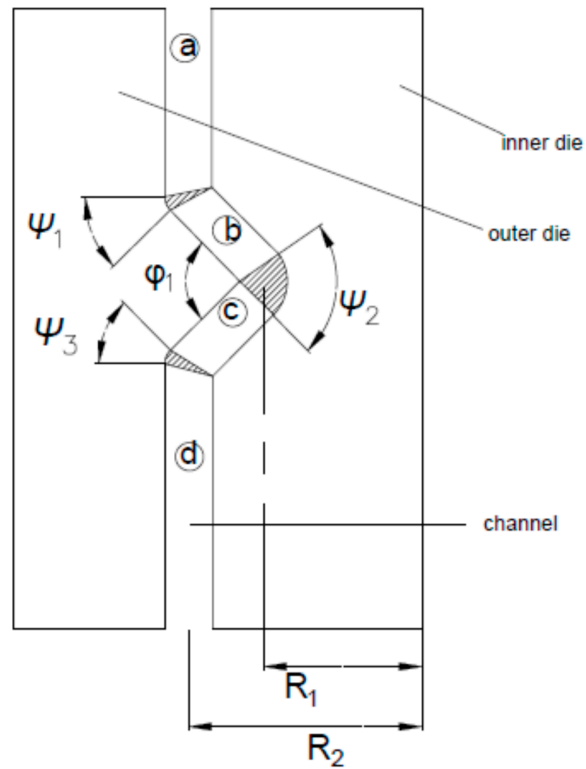 a
inner die
Ψ1
b
outer die
φ1
Ψ2
c
Ψ3
d
channel
R1
R2